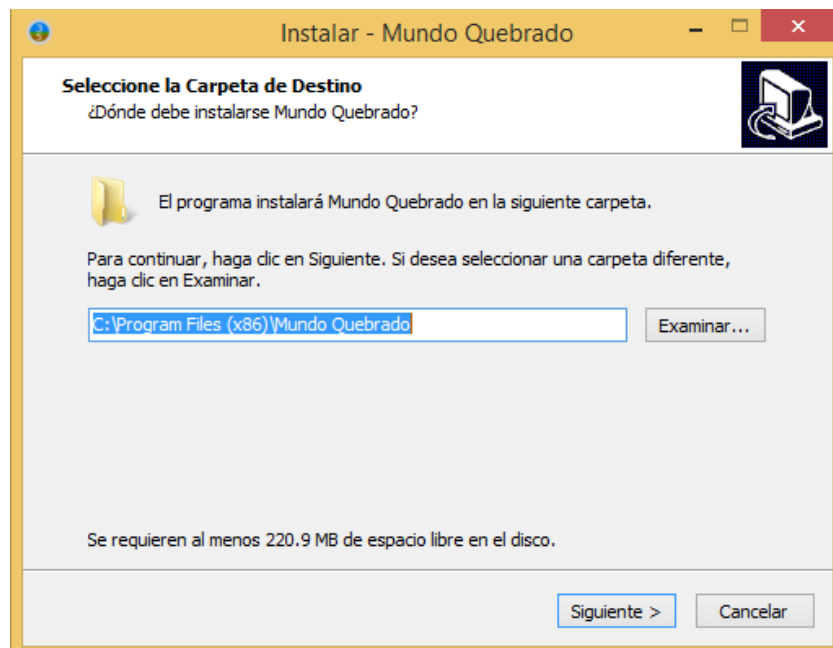 Instalar - Mundo Quebrado
Seleccione la Carpeta de Destino
¿Dónde debe instalarse Mundo Quebrado?
El programa instalará Mundo Quebrado en la siguiente carpeta.
Para continuar, haga clic en Siguiente. Si desea seleccionar una carpeta diferente,
haga clic en Examinar.
C:\Program Files (x86)\Mundo Quebrado
Examinar...
Se requieren al menos 220.9 MB de espacio libre en el disco.
Siguiente >
Cancelar